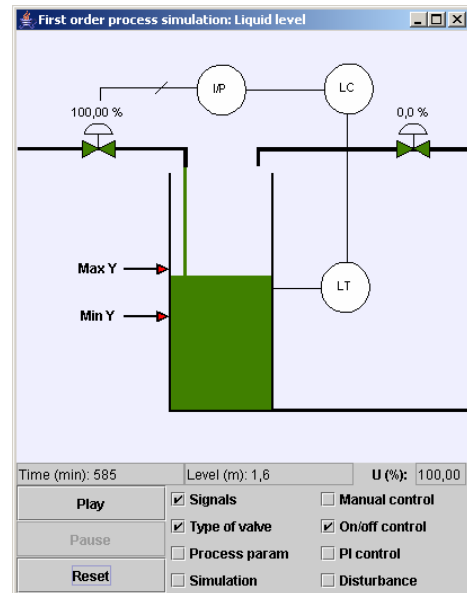 First order process simulation: Liquid level
I/P
LC
100,00 %
0,0 %
Max Y
LT
Min Y
Time (min): 585
Level (m): 1,6
U (%): 100,00
Play
Signals
Manual control
Type of valve
On/off control
Pause
Process param
PI control
Reset
Simulation
Disturbance